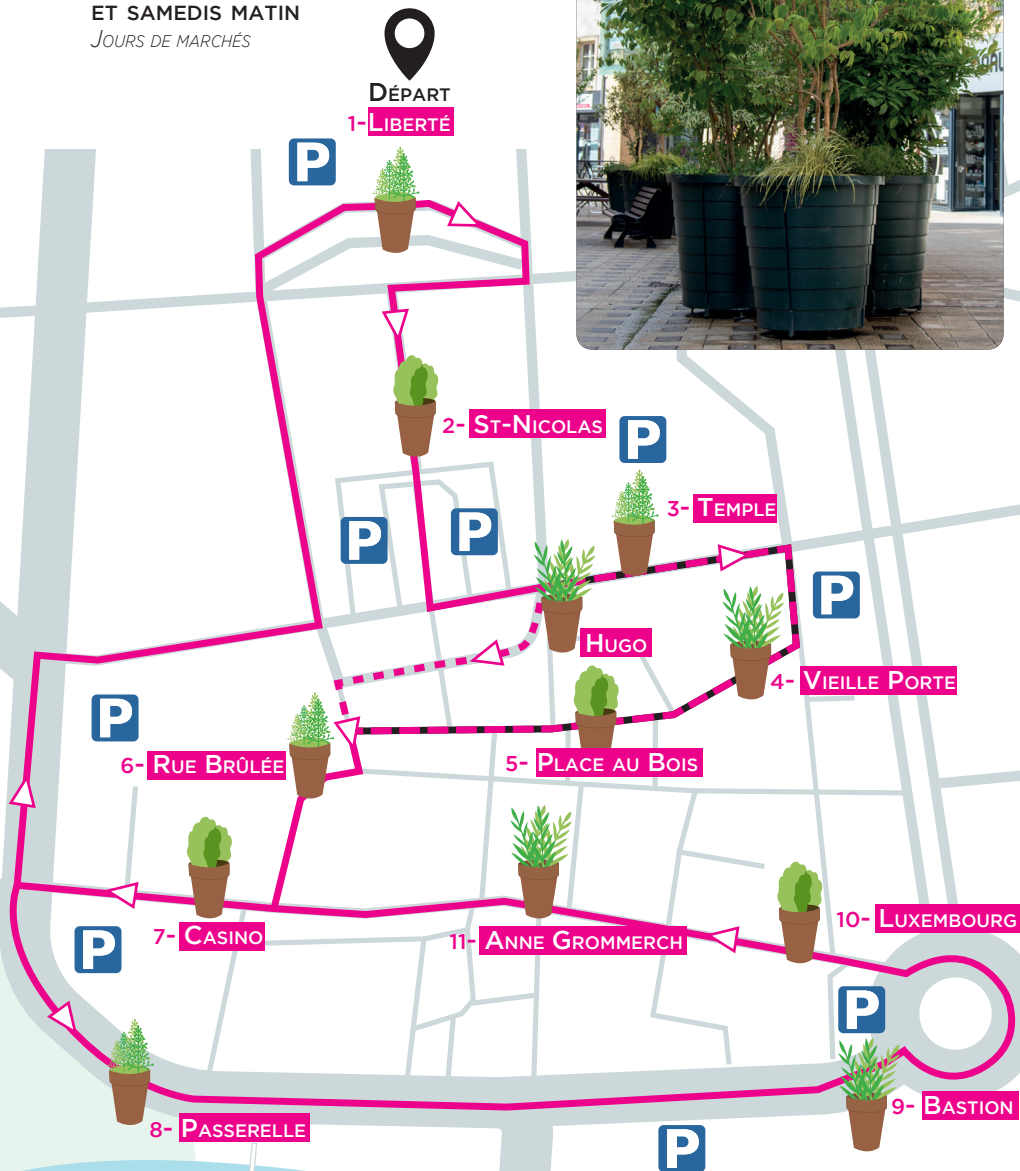 ET SAMEDIS MATIN
JOURS DE MARCHÉS
DÉPART
1-LIBERTÉ
P
2- ST-NICOLAS
P
3- TEMPLE
P
P
P
HUGO
4- VIEILLE PORTE
P
5- PLACE AU BOIS
6- RUE BRÛLÉE
10- LUXEMBOURG
7- CASINO
11- ANNE GROMMERCH
P
P
9- BASTION
8- PASSERELLE
P